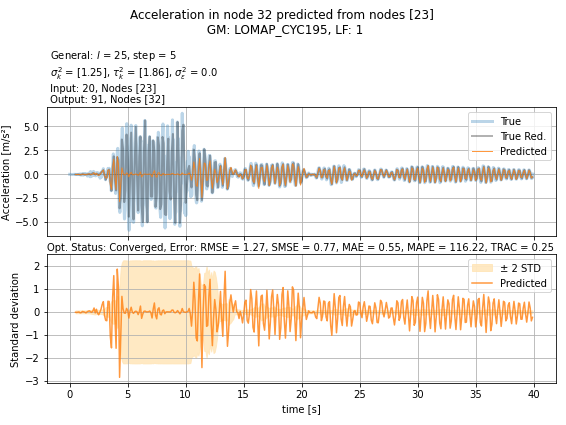 Acceleration in node 32 predicted from nodes [23]
GM: LOMAP_CYC195, LF: 1
General: l = 25, step = 5
σ²ₖ = [1.25], τ²ₖ = [1.86], σ²ε = 0.0
Input: 20, Nodes [23]
Output: 91, Nodes [32]
Acceleration [m/s²]
5.0
2.5
0.0
−2.5
−5.0
True
True Red.
Predicted
Opt. Status: Converged, Error: RMSE = 1.27, SMSE = 0.77, MAE = 0.55, MAPE = 116.22, TRAC = 0.25
Standard deviation
2
1
0
−1
−2
−3
± 2 STD
Predicted
0 5 10 15 20 25 30 35 40
time [s]